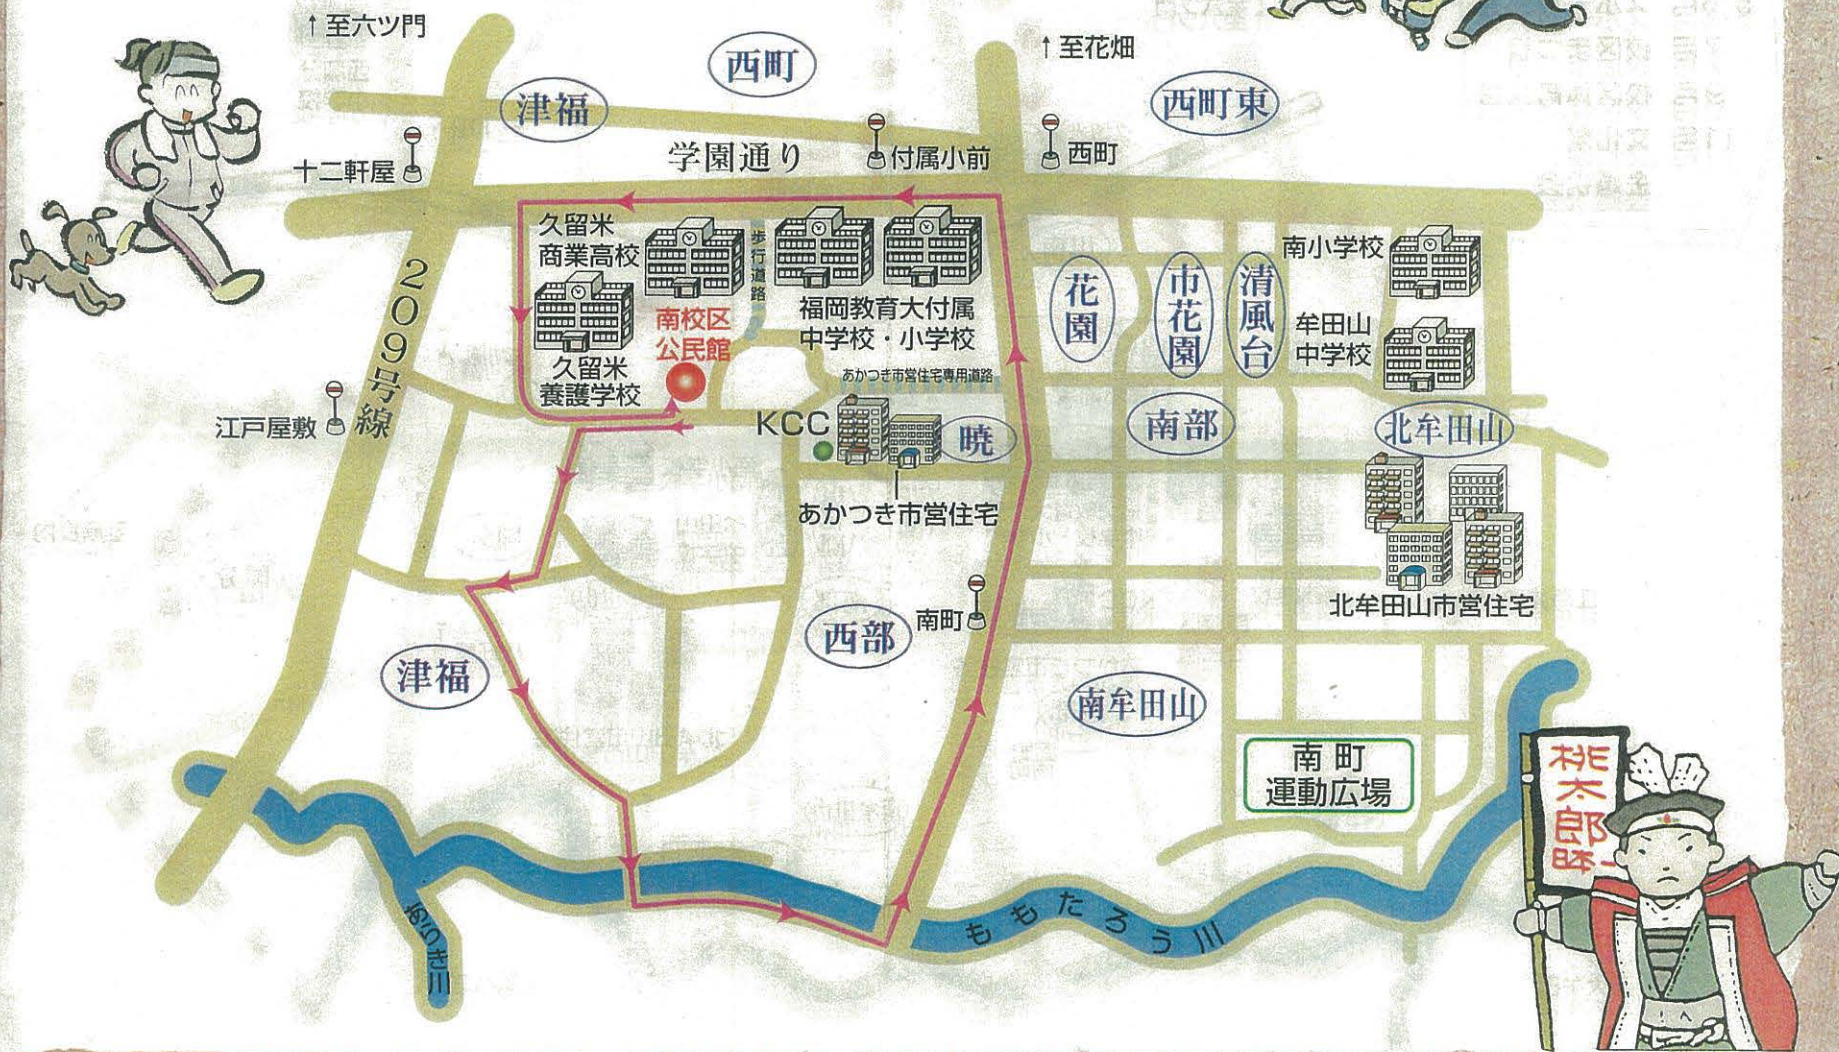 ↑至六ツ門
↑至花畑
西町
津福
西町東
十二軒屋
学園通り
付属小前
西町
久留米
商業高校
歩行道路
南小学校
209号線
花園
市花園
清風台
福岡教育大付属
中学校・小学校
南校区
公民館
牟田山
中学校
久留米
養護学校
あかつき市営住宅専用道路
江戸屋敷
KCC
暁
南部
北牟田山
あかつき市営住宅
北牟田山市営住宅
西部
南町
津福
南牟田山
南町
運動広場
桃太郎
日本一
ももたろう川
川